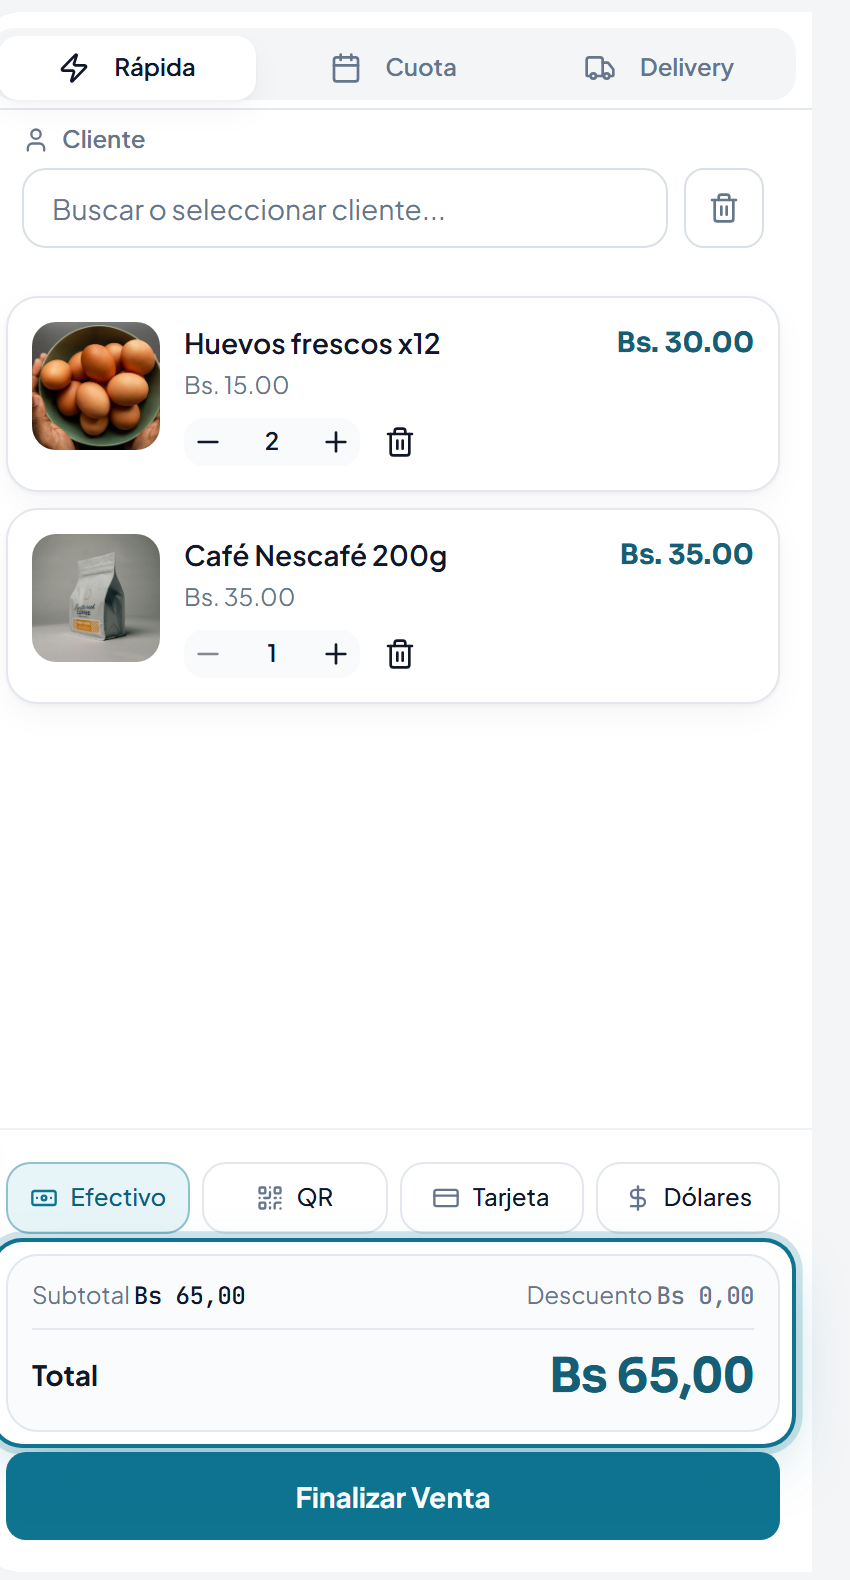 Rápida Cuota Delivery
Cliente
Buscar o seleccionar cliente...
Huevos frescos x12 Bs. 30.00
Bs. 15.00
2
Café Nescafé 200g Bs. 35.00
Bs. 35.00
1
Efectivo QR Tarjeta Dólares
Subtotal Bs 65,00 Descuento Bs 0,00
Total Bs 65,00
Finalizar Venta